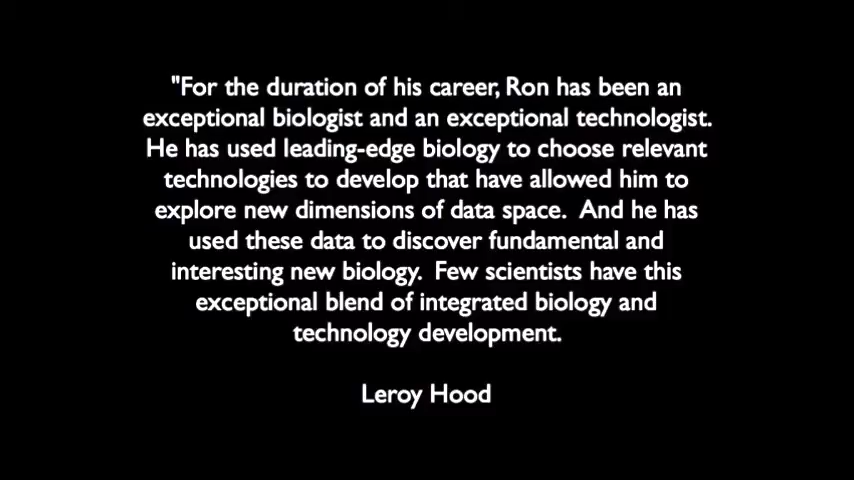 "For the duration of his career, Ron has been an
exceptional biologist and an exceptional technologist.
He has used leading-edge biology to choose relevant
technologies to develop that have allowed him to
explore new dimensions of data space.  And he has
used these data to discover fundamental and
interesting new biology.  Few scientists have this
exceptional blend of integrated biology and
technology development.
Leroy Hood